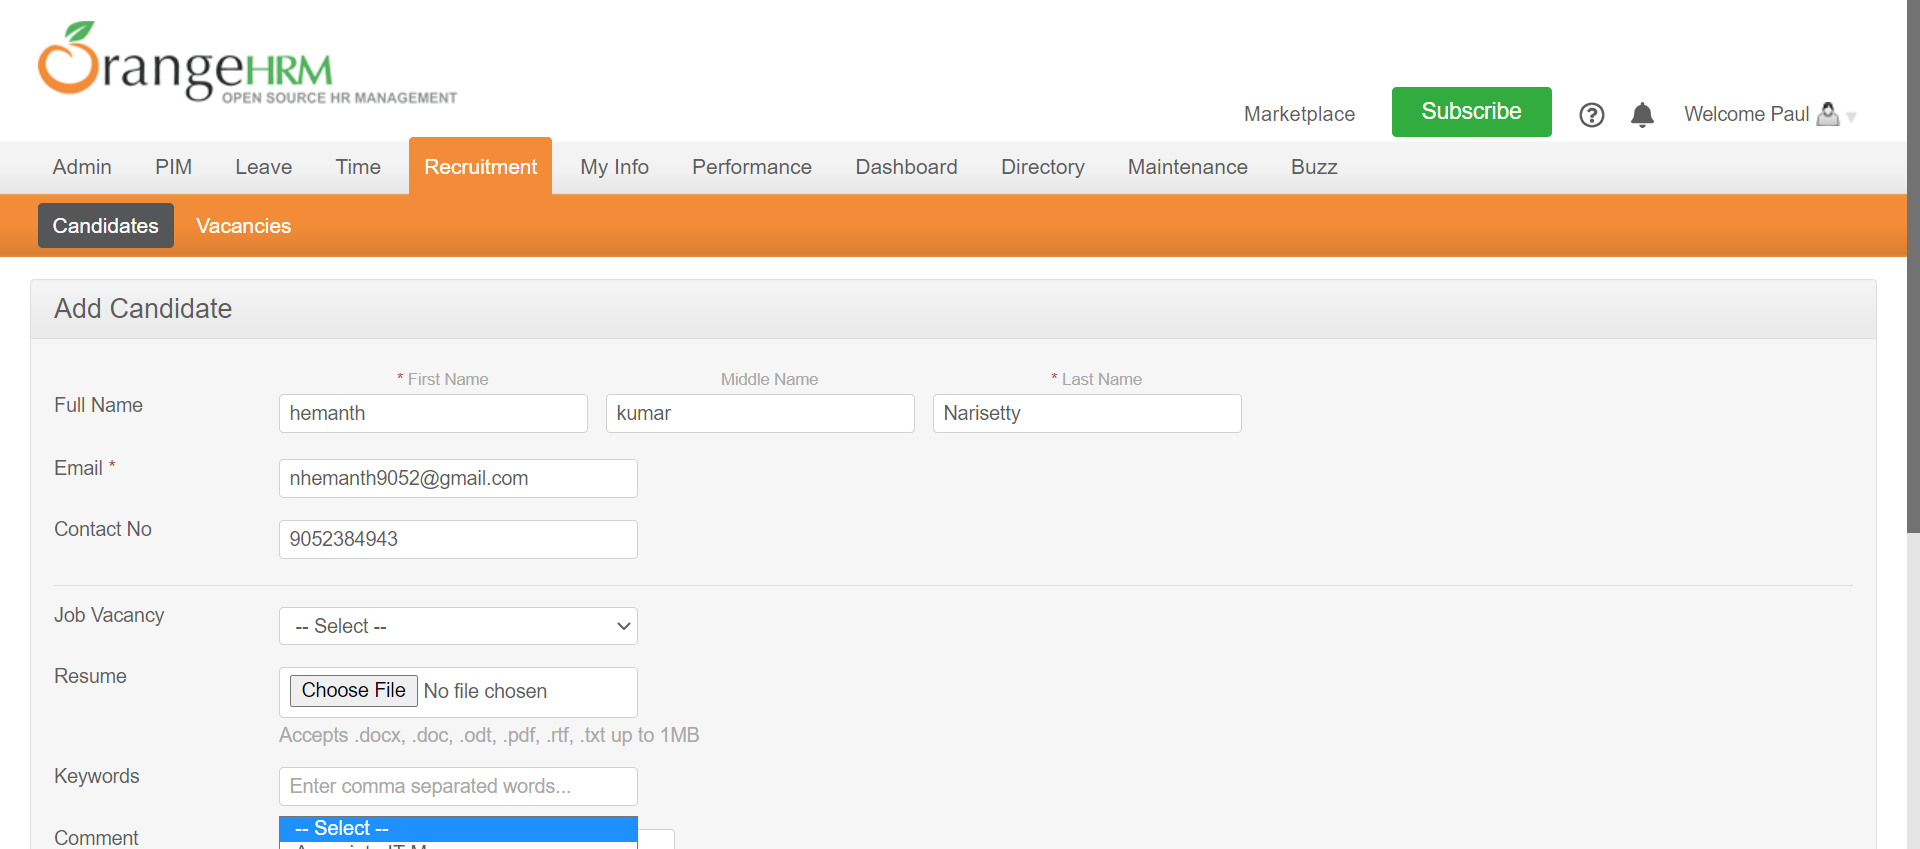 OrangeHRM
OPEN SOURCE HR MANAGEMENT
Marketplace Subscribe Welcome Paul
Admin PIM Leave Time Recruitment My Info Performance Dashboard Directory Maintenance Buzz
Candidates Vacancies
Add Candidate
* First Name Middle Name * Last Name
Full Name hemanth kumar Narisetty
Email * nhemanth9052@gmail.com
Contact No 9052384943
Job Vacancy -- Select --
Resume Choose File No file chosen
Accepts .docx, .doc, .odt, .pdf, .rtf, .txt up to 1MB
Keywords Enter comma separated words...
-- Select --
Comment